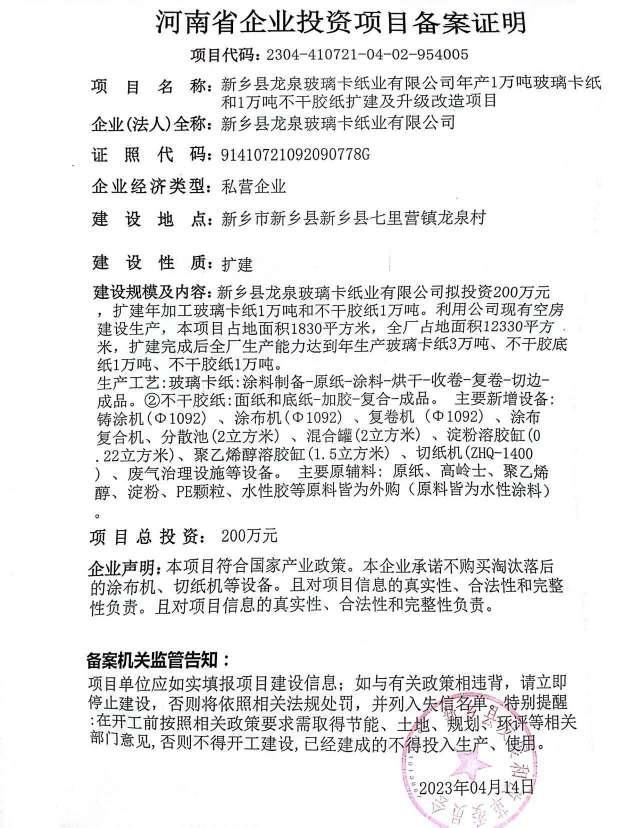 河南省企业投资项目备案证明
项目代码：2304-410721-04-02-954005
项目名称：新乡县龙泉玻璃卡纸业有限公司年产1万吨玻璃卡纸
和1万吨不干胶纸扩建及升级改造项目
企业(法人)全称：新乡县龙泉玻璃卡纸业有限公司
证照代码：91410721092090778G
企业经济类型：私营企业
建设地点：新乡市新乡县新乡县七里营镇龙泉村
建设性质：扩建
建设规模及内容：新乡县龙泉玻璃卡纸业有限公司拟投资200万元
，扩建年加工玻璃卡纸1万吨和不干胶纸1万吨。利用公司现有空房
建设生产，本项目占地面积1830平方米，全厂占地面积12330平方
米，扩建完成后全厂生产能力达到年生产玻璃卡纸3万吨、不干胶底
纸1万吨、不干胶纸1万吨。
生产工艺:玻璃卡纸:涂料制备-原纸-涂料-烘干-收卷-复卷-切边-
成品。②不干胶纸:面纸和底纸-加胶-复合-成品。 主要新增设备:
铸涂机(Φ1092) 、涂布机(Φ1092) 、复卷机 (Φ1092) 、涂布
复合机、分散池(2立方米) 、混合罐(2立方米) 、淀粉溶胶缸(0
.22立方米)、聚乙烯醇溶胶缸(1.5立方米) 、切纸机(ZHQ-1400
) 、废气治理设施等设备。 主要原辅料: 原纸、高岭士、聚乙烯
醇、淀粉、PE颗粒、水性胶等原料皆为外购 (原料皆为水性涂料)
。
项目总投资：200万元
企业声明：本项目符合国家产业政策。本企业承诺不购买淘汰落后
的涂布机、切纸机等设备。且对项目信息的真实性、合法性和完整
性负责。且对项目信息的真实性、合法性和完整性负责。
备案机关监管告知：
项目单位应如实填报项目建设信息；如与有关政策相违背，请立即
停止建设，否则将依照相关法规处罚，并列入失信名单。特别提醒
:在开工前按照相关政策要求需取得节能、土地、规划、环评等相关
部门意见,否则不得开工建设,已经建成的不得投入生产、使用。
2023年04月14日